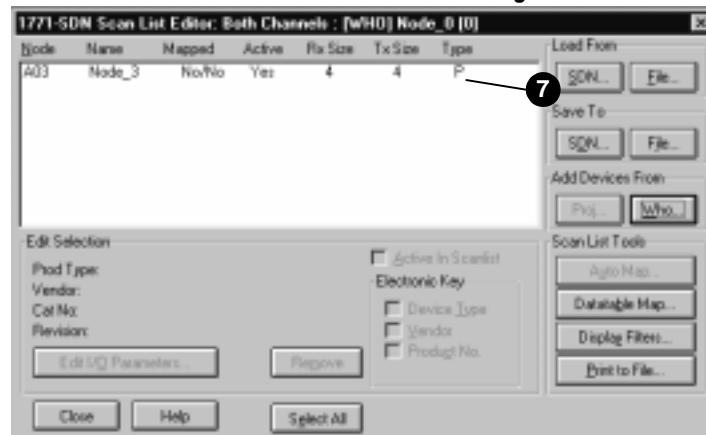 1771-SDN Scan List Editor: Both Channels : [WHO] Node_0 [0]
Node Name Mapped Active Rx Size Tx Size Type
A03 Node_3 No/No Yes 4 4 P
7
Load From
SDN... File...
Save To
SDN... File...
Add Devices From
Proj... Who...
Edit Selection
Prod Type:
Vendor:
Cat No:
Revision:
Edit I/O Parameters...
Remove
Active In Scanlist
Electronic Key
Device Type
Vendor
Product No.
Scan List Tools
Auto Map...
Datatable Map...
Display Filters...
Print to File...
Close Help Select All